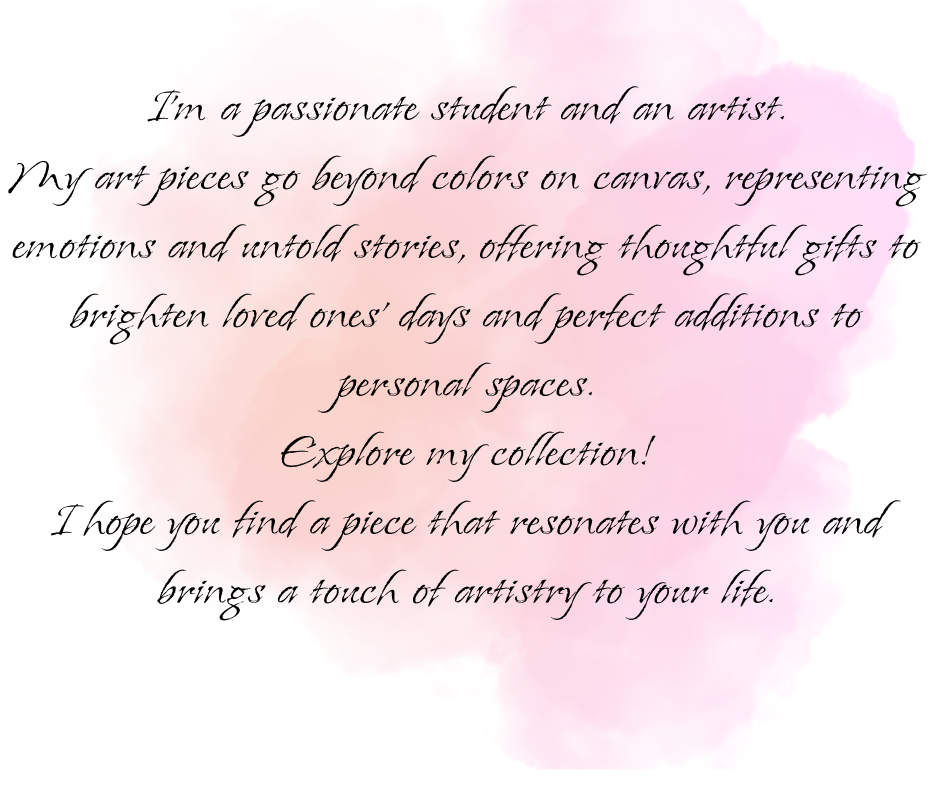 I'm a passionate student and an artist.
My art pieces go beyond colors on canvas, representing
emotions and untold stories, offering thoughtful gifts to
brighten loved ones' days and perfect additions to
personal spaces.
Explore my collection!
I hope you find a piece that resonates with you and
brings a touch of artistry to your life.